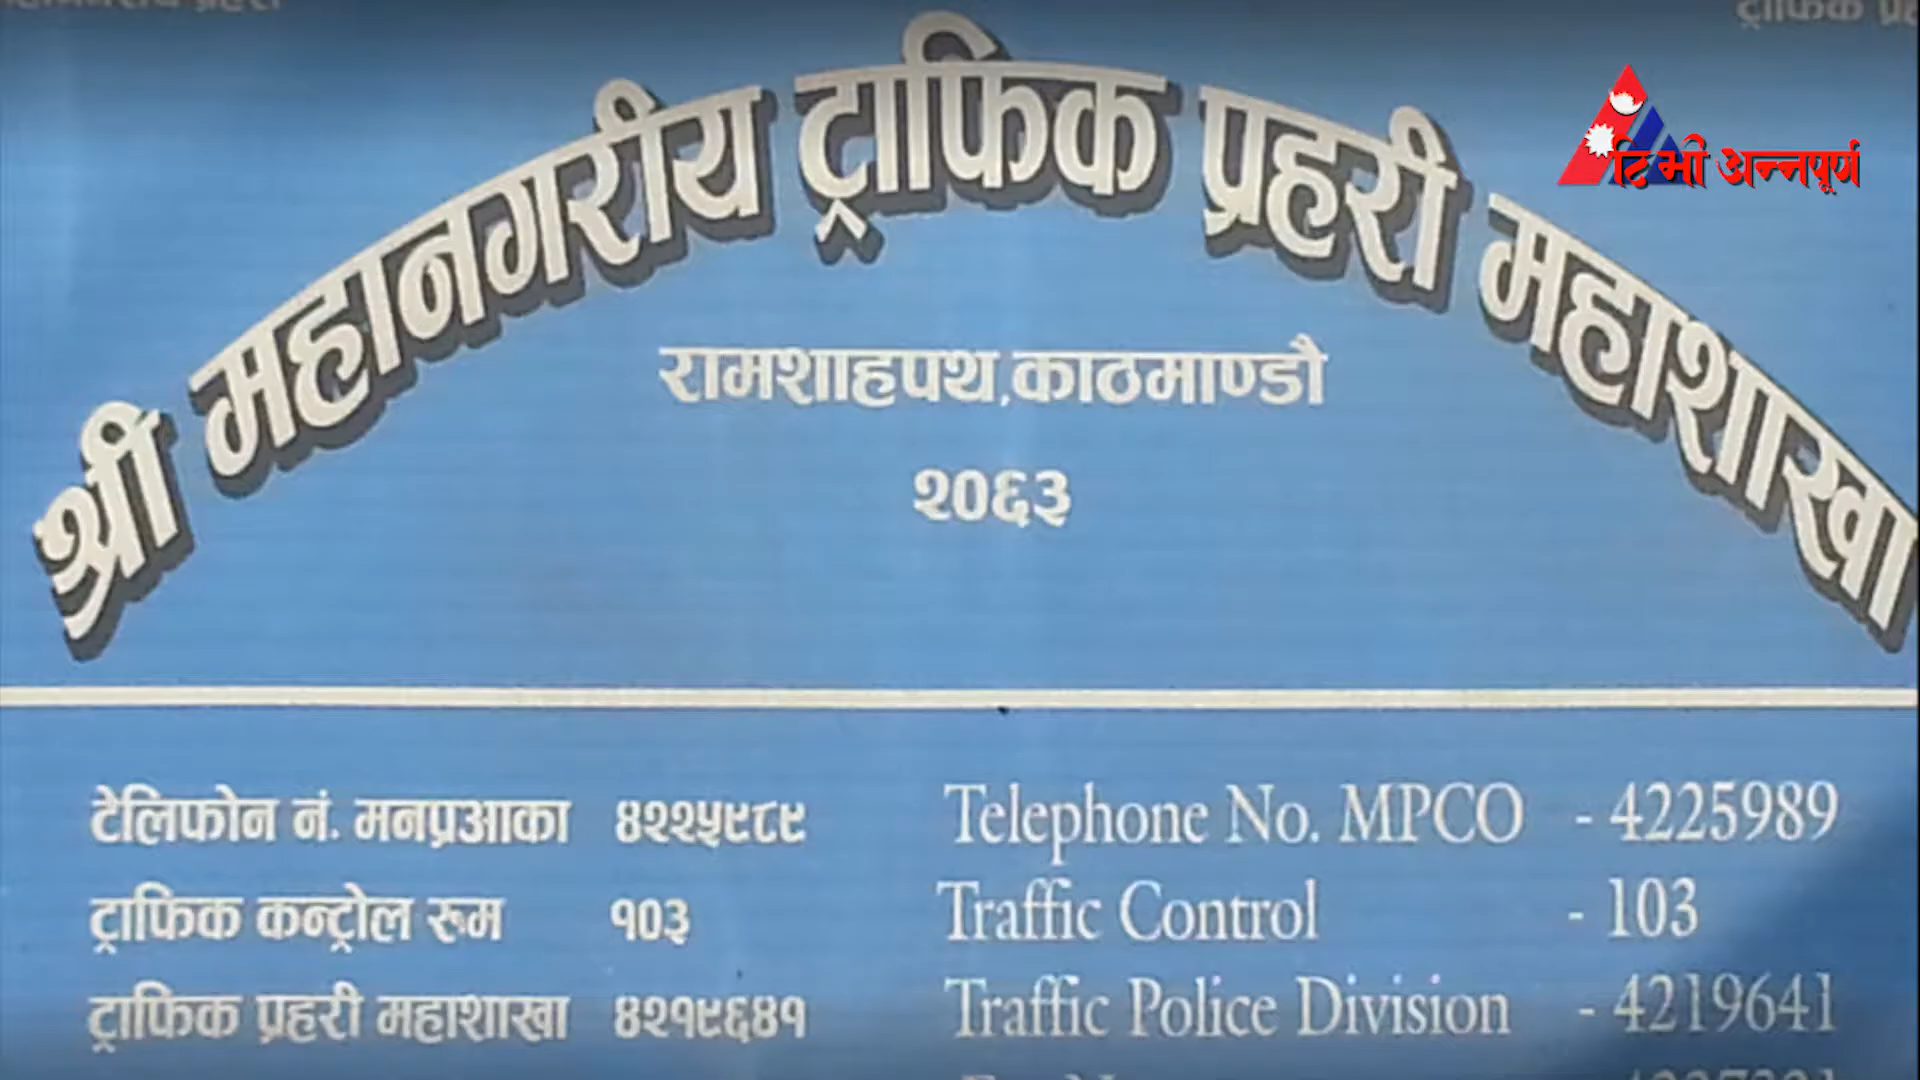 श्री महानगरीय ट्राफिक प्रहरी महाशाखा
टिभी अन्नपूर्ण
रामशाहपथ,काठमाण्डौ
२०६३
टेलिफोन नं. मनप्रआका ४२२५९८९
Telephone No. MPCO - 4225989
ट्राफिक कन्ट्रोल रूम १०३
Traffic Control - 103
ट्राफिक प्रहरी महाशाखा ४२१९६४१
Traffic Police Division - 4219641